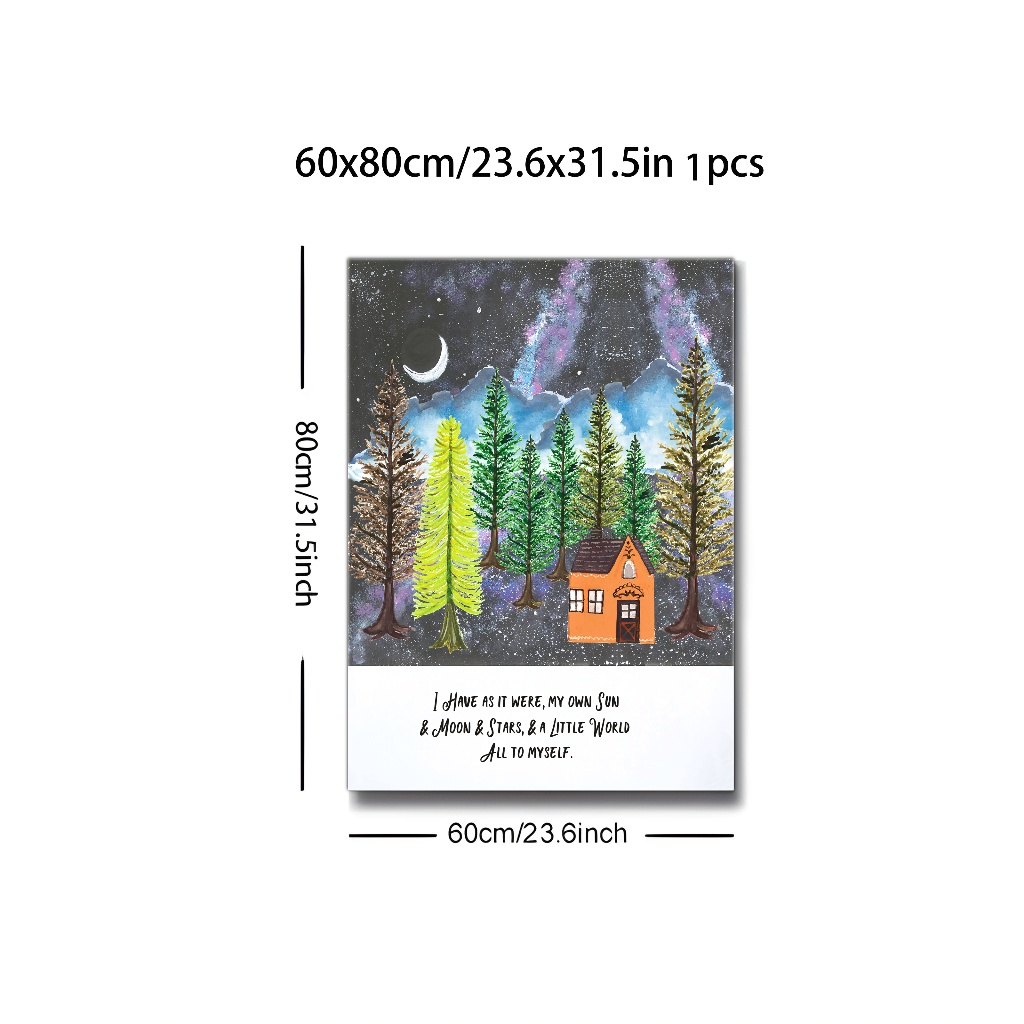 60x80cm/23.6x31.5in 1pcs
80cm/31.5inch
I Have as it were, my own Sun
& Moon & Stars, & a Little World
All to myself.
60cm/23.6inch